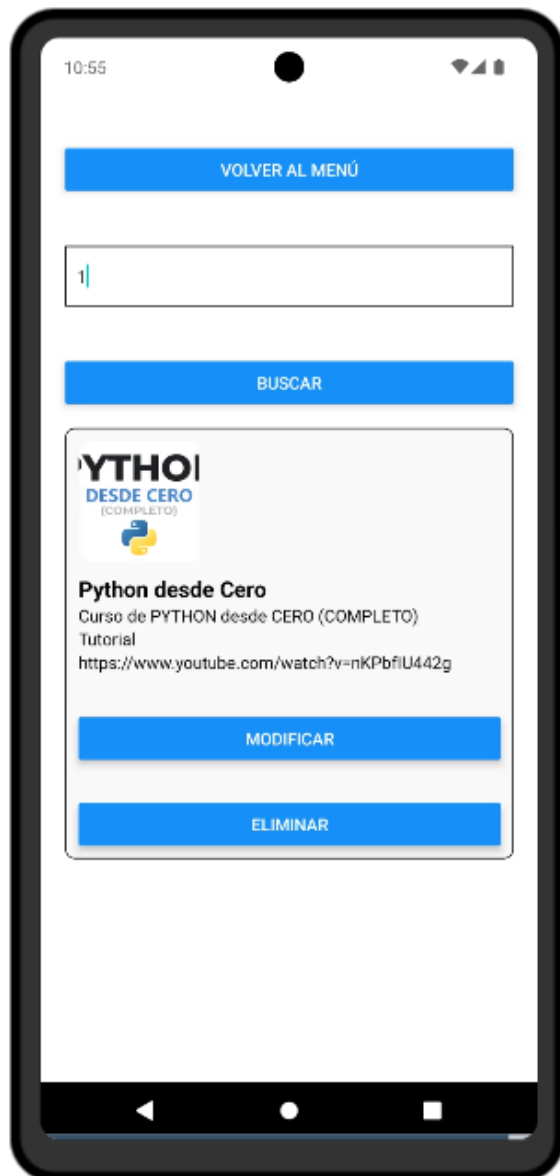 10:55
VOLVER AL MENÚ
1
BUSCAR
PYTHON
DESDE CERO
(COMPLETO)
Python desde Cero
Curso de PYTHON desde CERO (COMPLETO)
Tutorial
https://www.youtube.com/watch?v=nKPbfIU442g
MODIFICAR
ELIMINAR